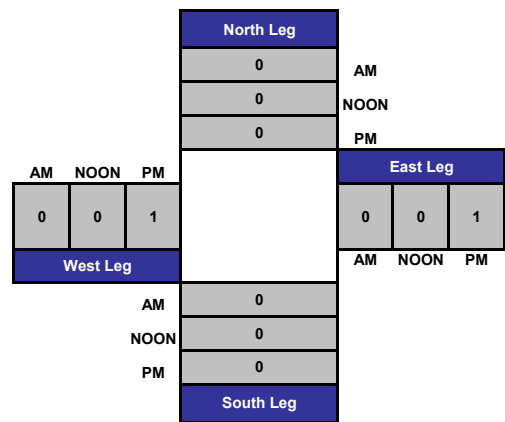 North Leg
0 AM
0 NOON
0 PM
AM NOON PM East Leg
0 0 1 0 0 1
West Leg AM NOON PM
AM 0
NOON 0
PM 0
South Leg